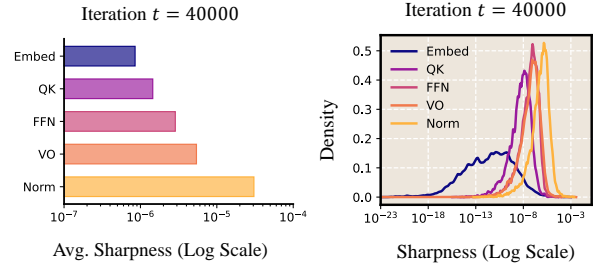 Iteration t = 40000
Embed
QK
FFN
VO
Norm
10⁻⁷ 10⁻⁶ 10⁻⁵ 10⁻⁴
Avg. Sharpness (Log Scale)
Iteration t = 40000
Density
0.5
0.4
0.3
0.2
0.1
0.0
Embed
QK
FFN
VO
Norm
10⁻²³ 10⁻¹⁸ 10⁻¹³ 10⁻⁸ 10⁻³
Sharpness (Log Scale)